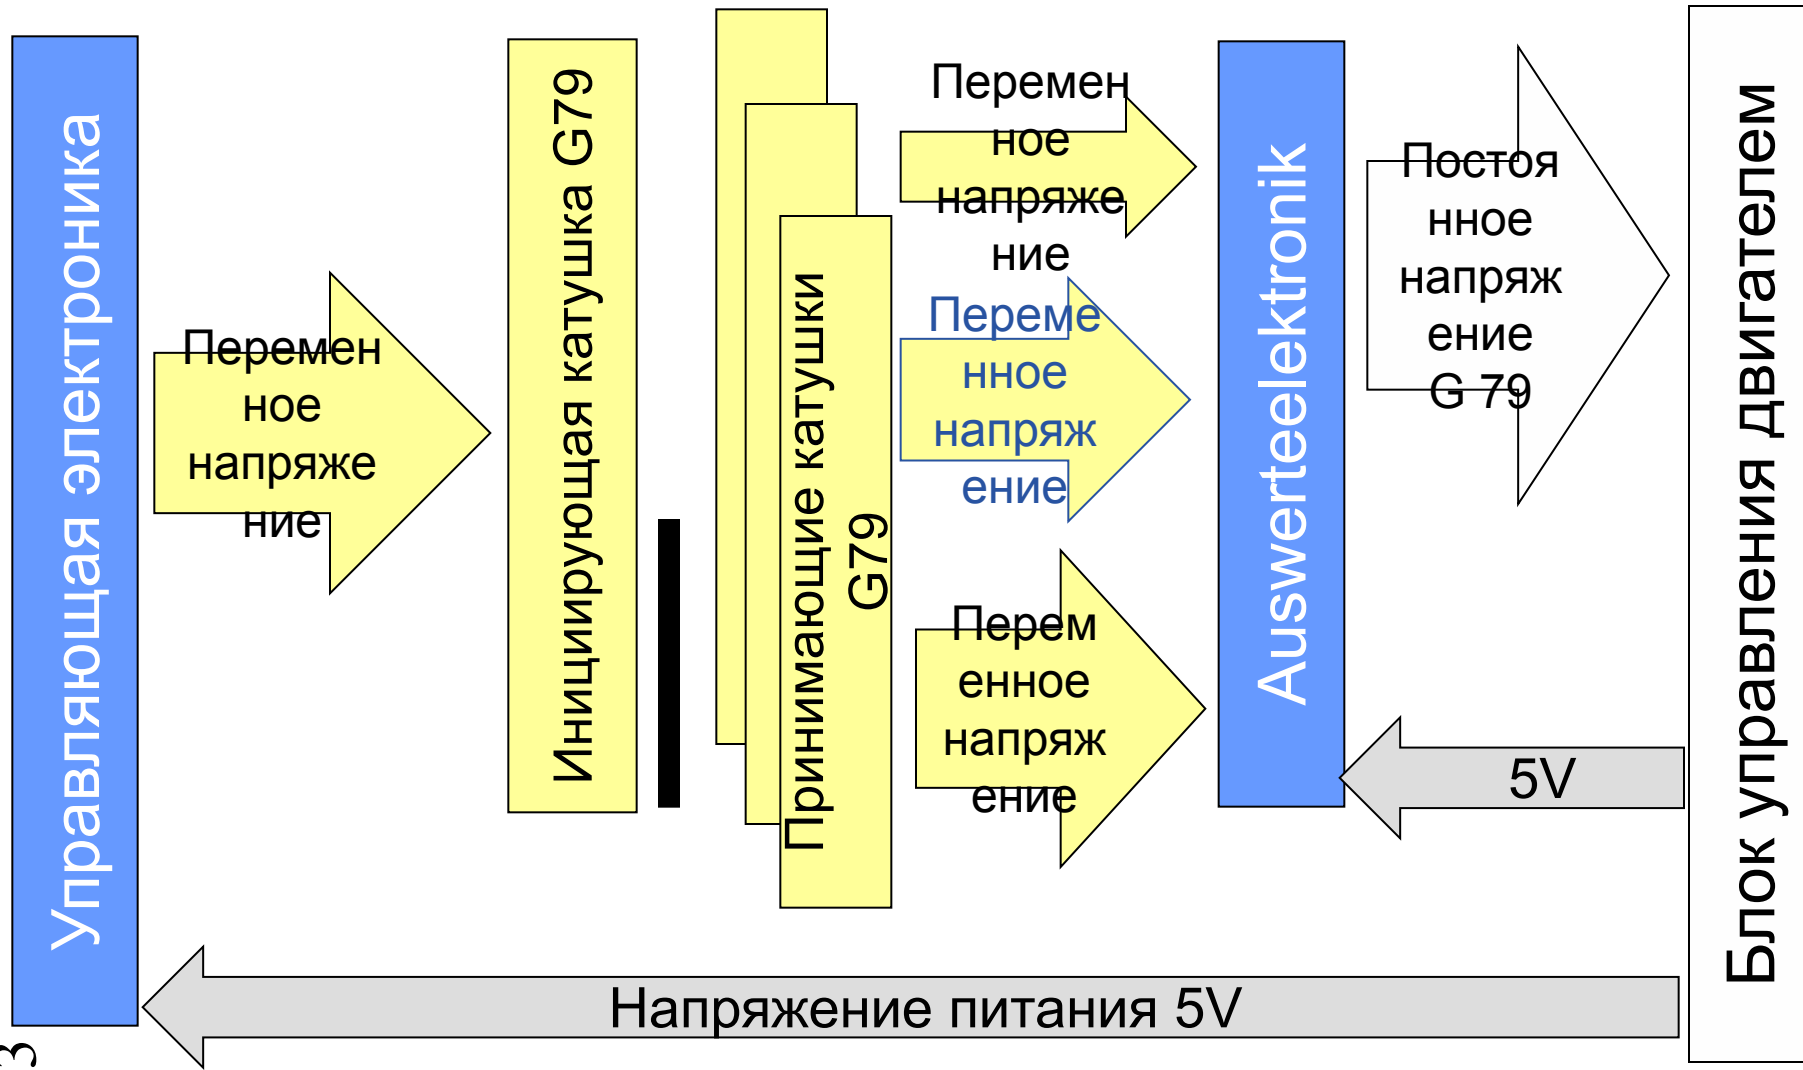 Управляющая электроника
Перемен
ное
напряже
ние
Инициирующая катушка G79
Принимающие катушки
G79
Перемен
ное
напряже
ние
Переме
нное
напряж
ение
Перем
енное
напряж
ение
Auswerteelektronik
Постоя
нное
напряж
ение
G 79
5V
Блок управления двигателем
Напряжение питания 5V
3